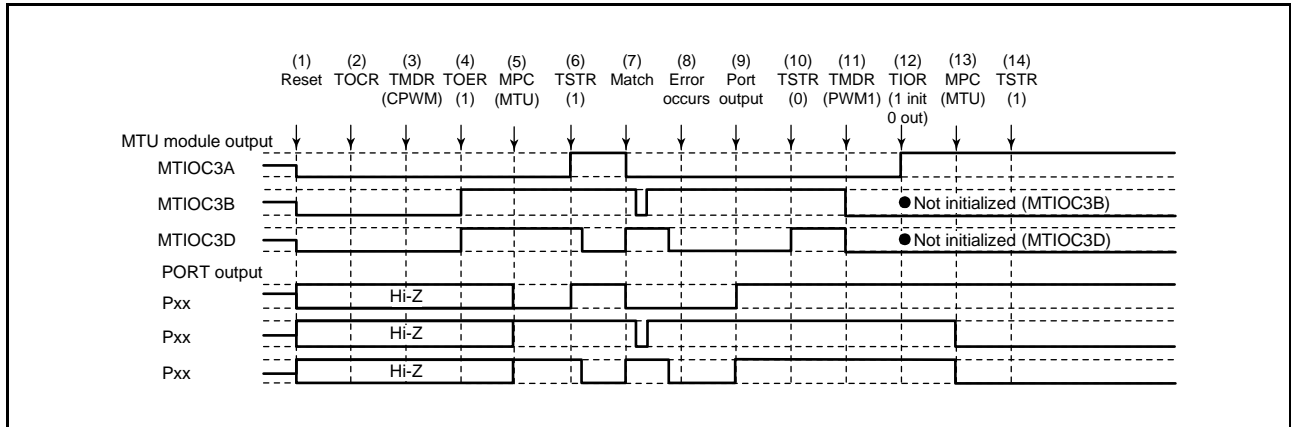 (1) (2) (3) (4) (5) (6) (7) (8) (9) (10) (11) (12) (13) (14)
Reset TOCR TMDR TOER MPC TSTR Match Error Port TSTR TMDR TIOR MPC TSTR
(CPWM) (1) (MTU) (1) occurs output (0) (PWM1) (1 init (MTU) (1)
0 out)
MTU module output
MTIOC3A
MTIOC3B ●Not initialized (MTIOC3B)
MTIOC3D ●Not initialized (MTIOC3D)
PORT output
Pxx Hi-Z
Pxx Hi-Z
Pxx Hi-Z